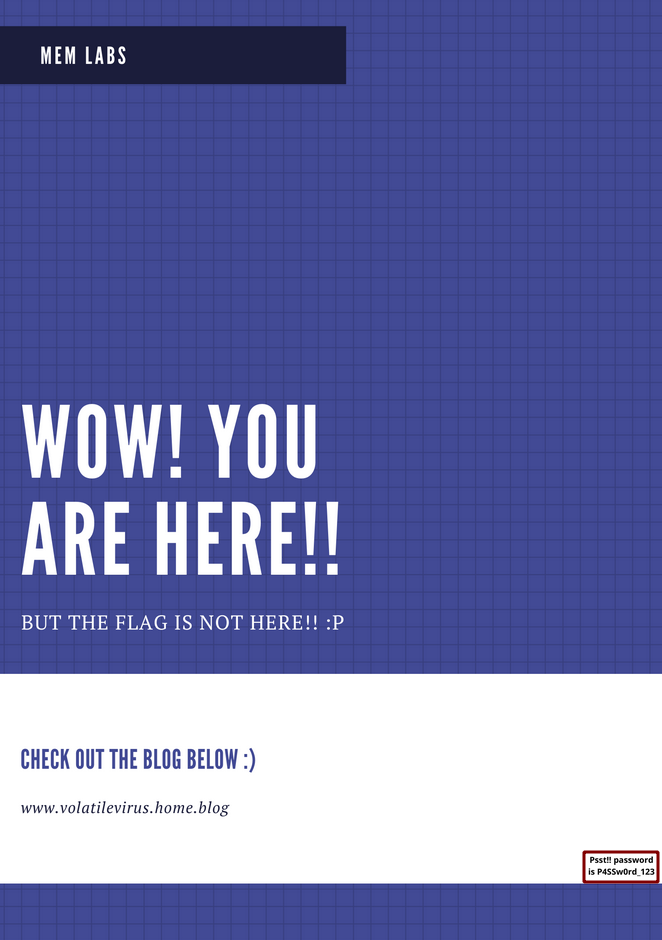 MEM LABS
WOW! YOU
ARE HERE!!
BUT THE FLAG IS NOT HERE!! :P
CHECK OUT THE BLOG BELOW :)
www.volatilevirus.home.blog
Psst!! password
is P4SSw0rd_123